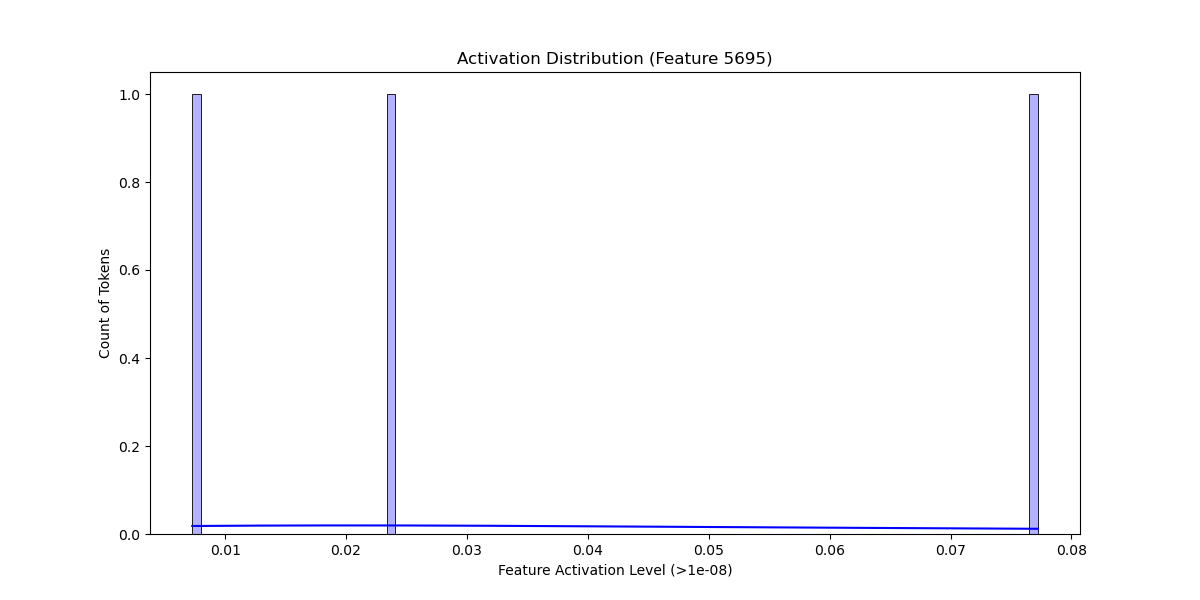 Activation Distribution (Feature 5695)
1.0
0.8
0.6
0.4
0.2
0.0
Count of Tokens
0.01 0.02 0.03 0.04 0.05 0.06 0.07 0.08
Feature Activation Level (>1e-08)